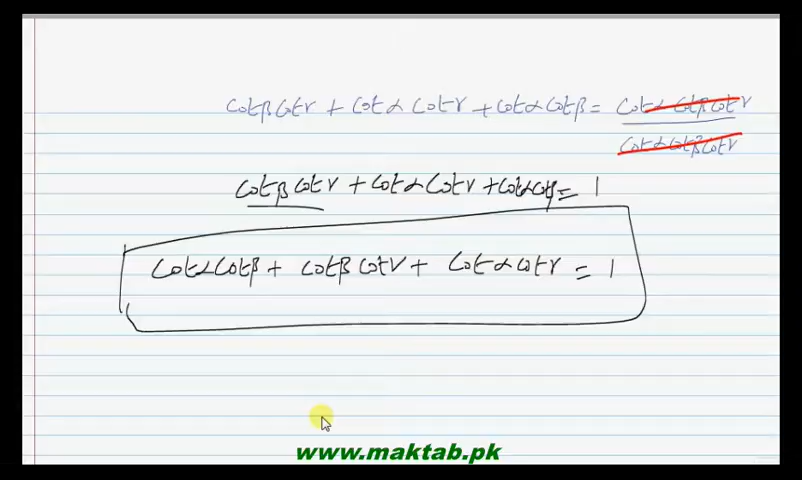 cotβ cotγ + cotα cotγ + cotα cotβ = cotα cotβ cotγ / cotα cotβ cotγ
cotβ cotγ + cotα cotγ + cotα cotβ = 1
cotα cotβ + cotβ cotγ + cotα cotγ = 1
www.maktab.pk